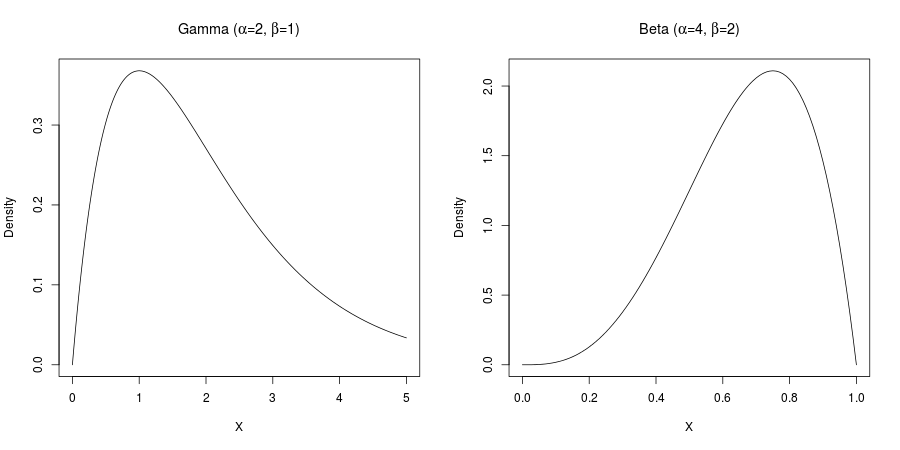 Gamma (α=2, β=1)
Density
0.0
0.1
0.2
0.3
0 1 2 3 4 5
X
Beta (α=4, β=2)
Density
0.0
0.5
1.0
1.5
2.0
0.0 0.2 0.4 0.6 0.8 1.0
X